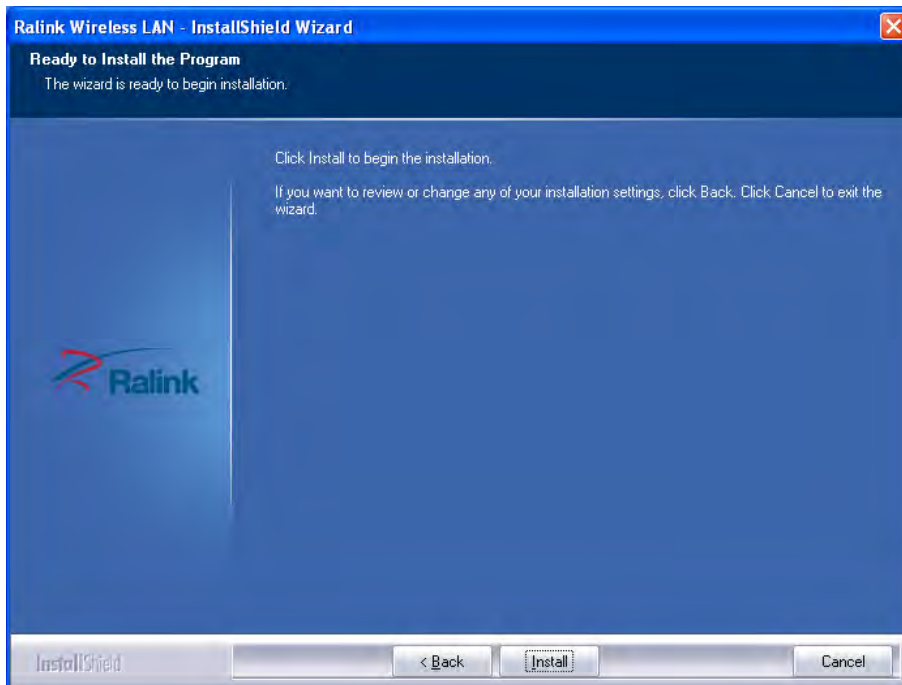 Ralink Wireless LAN - InstallShield Wizard
Ready to Install the Program
The wizard is ready to begin installation.
Click Install to begin the installation.
If you want to review or change any of your installation settings, click Back. Click Cancel to exit the
wizard.
Ralink
InstallShield
< Back
Install
Cancel